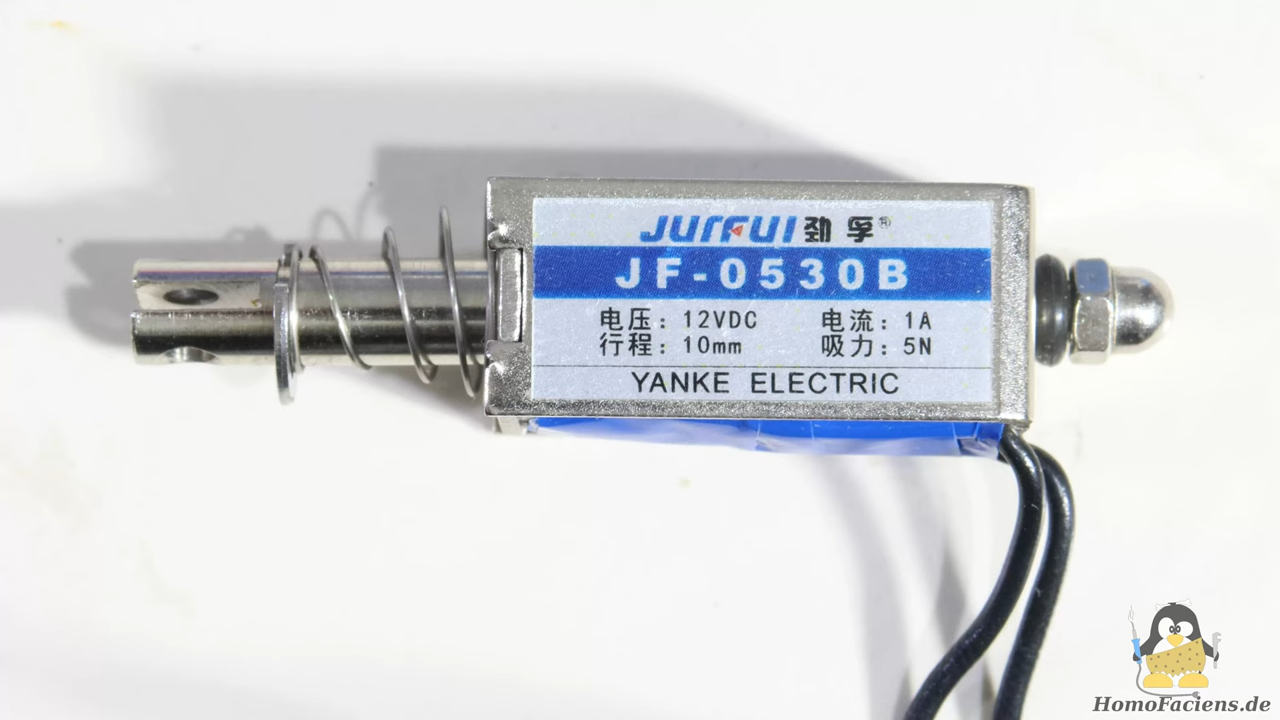 JUГFUI 劲 孚®
JF-0530B
电压: 12VDC 电流: 1A
行程: 10mm 吸力: 5N
YANKE ELECTRIC
HomoFaciens.de